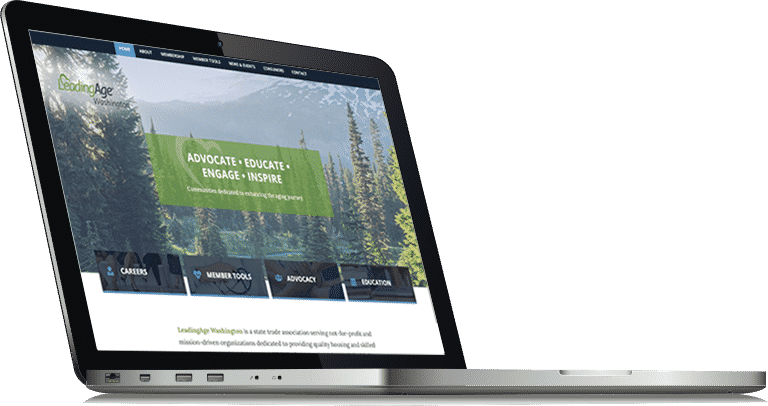 HOME ABOUT MEMBERSHIP MEMBER TOOLS NEWS & EVENTS CONSUMERS CONTACT
LeadingAge®
Washington
ADVOCATE • EDUCATE •
ENGAGE • INSPIRE
Communities dedicated to enhancing the aging journey
CAREERS
MEMBER TOOLS
ADVOCACY
EDUCATION
LeadingAge Washington is a state trade association serving not-for-profit and
mission-driven organizations dedicated to providing quality housing and skilled